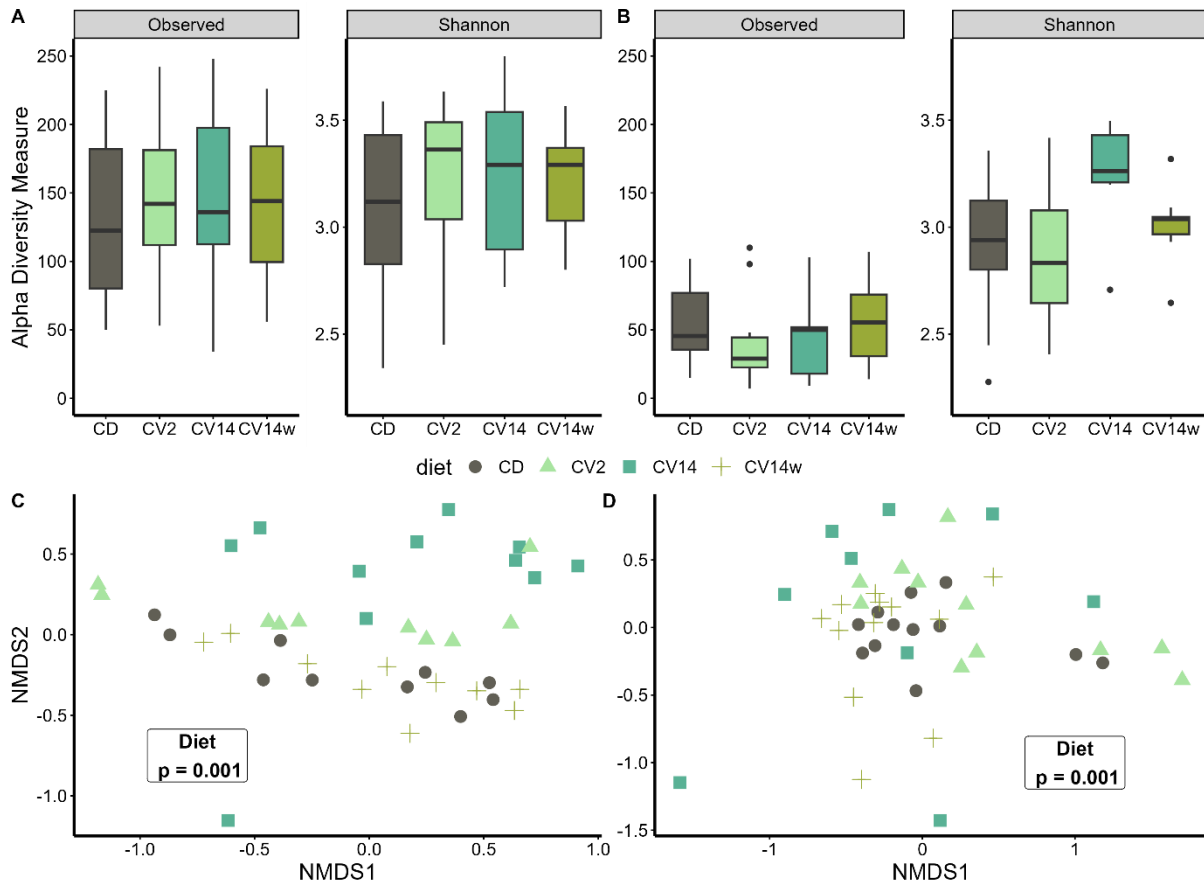 A
B
Observed
Shannon
Observed
Shannon
Alpha Diversity Measure
250
200
150
100
50
0
3.5
3.0
2.5
250
200
150
100
50
0
3.5
3.0
2.5
CD CV2 CV14 CV14w
CD CV2 CV14 CV14w
CD CV2 CV14 CV14w
CD CV2 CV14 CV14w
diet CD CV2 CV14 CV14w
C
D
NMDS2
0.5
0.0
-0.5
-1.0
Diet
p = 0.001
-1.0 -0.5 0.0 0.5 1.0
NMDS1
0.5
0.0
-0.5
-1.0
-1.5
Diet
p = 0.001
-1 0 1
NMDS1